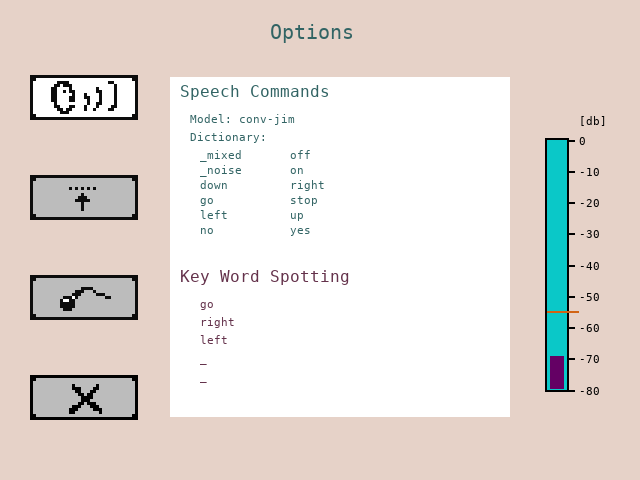 Options
Speech Commands
Model: conv-jim
Dictionary:
_mixed off
_noise on
down right
go stop
left up
no yes
Key Word Spotting
go
right
left
_
_
[db]
0
-10
-20
-30
-40
-50
-60
-70
-80